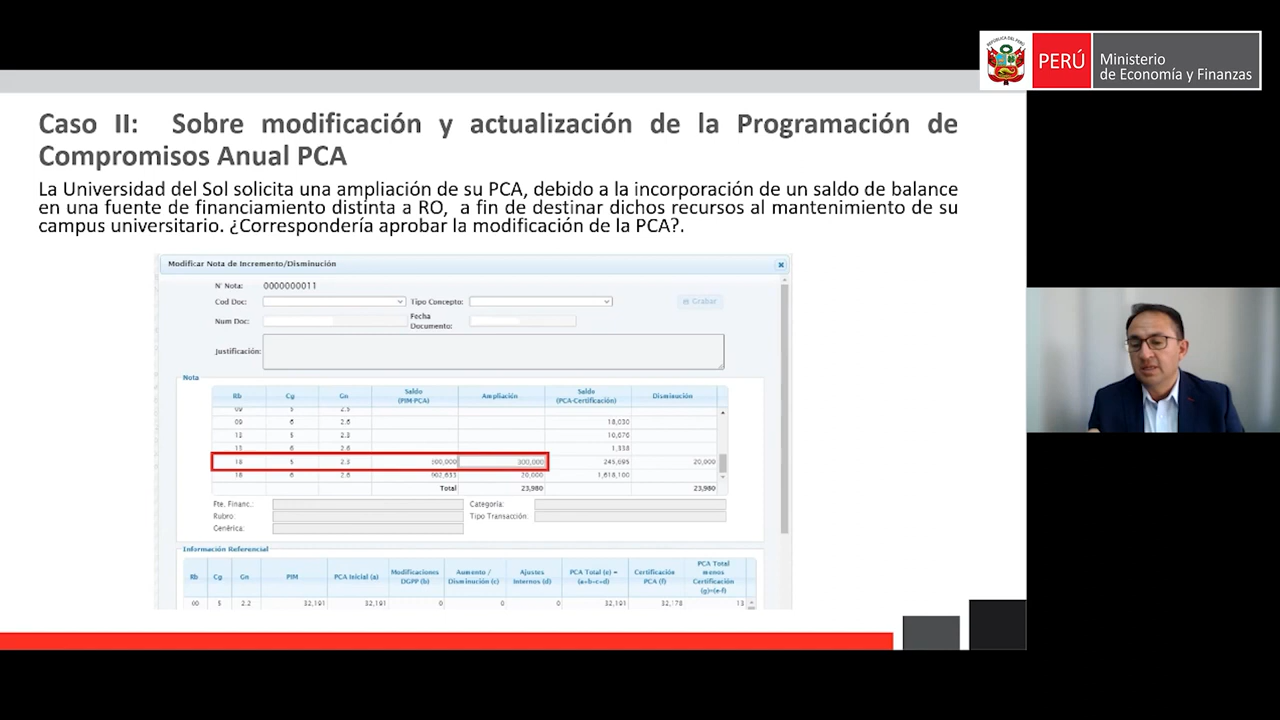 PERÚ
Ministerio
de Economía y Finanzas
Caso II: Sobre modificación y actualización de la Programación de
Compromisos Anual PCA
La Universidad del Sol solicita una ampliación de su PCA, debido a la incorporación de un saldo de balance
en una fuente de financiamiento distinta a RO, a fin de destinar dichos recursos al mantenimiento de su
campus universitario. ¿Correspondería aprobar la modificación de la PCA?.
Modificar Nota de Incremento/Disminución
N° Nota: 0000000011
Cod Doc: Tipo Concepto: Grabar
Num Doc: Fecha
Documento:
Justificación:
Nota
Rb Cg Gn Saldo (PIM-PCA) Ampliación Saldo (PCA-Certificación) Disminución
09 5 2.3
09 6 2.6 18,030
13 5 2.3
13 6 2.6 1,338
18 5 2.3 300,000 245,695 20,000
18 6 2.6 20,000 1,618,100
Total 23,980 23,980
Fte. Financ.: Categoría:
Rubro: Tipo Transacción:
Genérica:
Información Referencial
Rb Cg Gn PIM PCA Inicial (a) Modificaciones DGPP (b) Aumento / Disminución (c) Ajustes Internos (d) PCA Total (e) = (a+b+c+d) Certificación PCA (f) PCA Total menos Certificación (g)=(e-f)
00 5 2.2 32,191 32,191 0 0 0 32,191 32,178 13